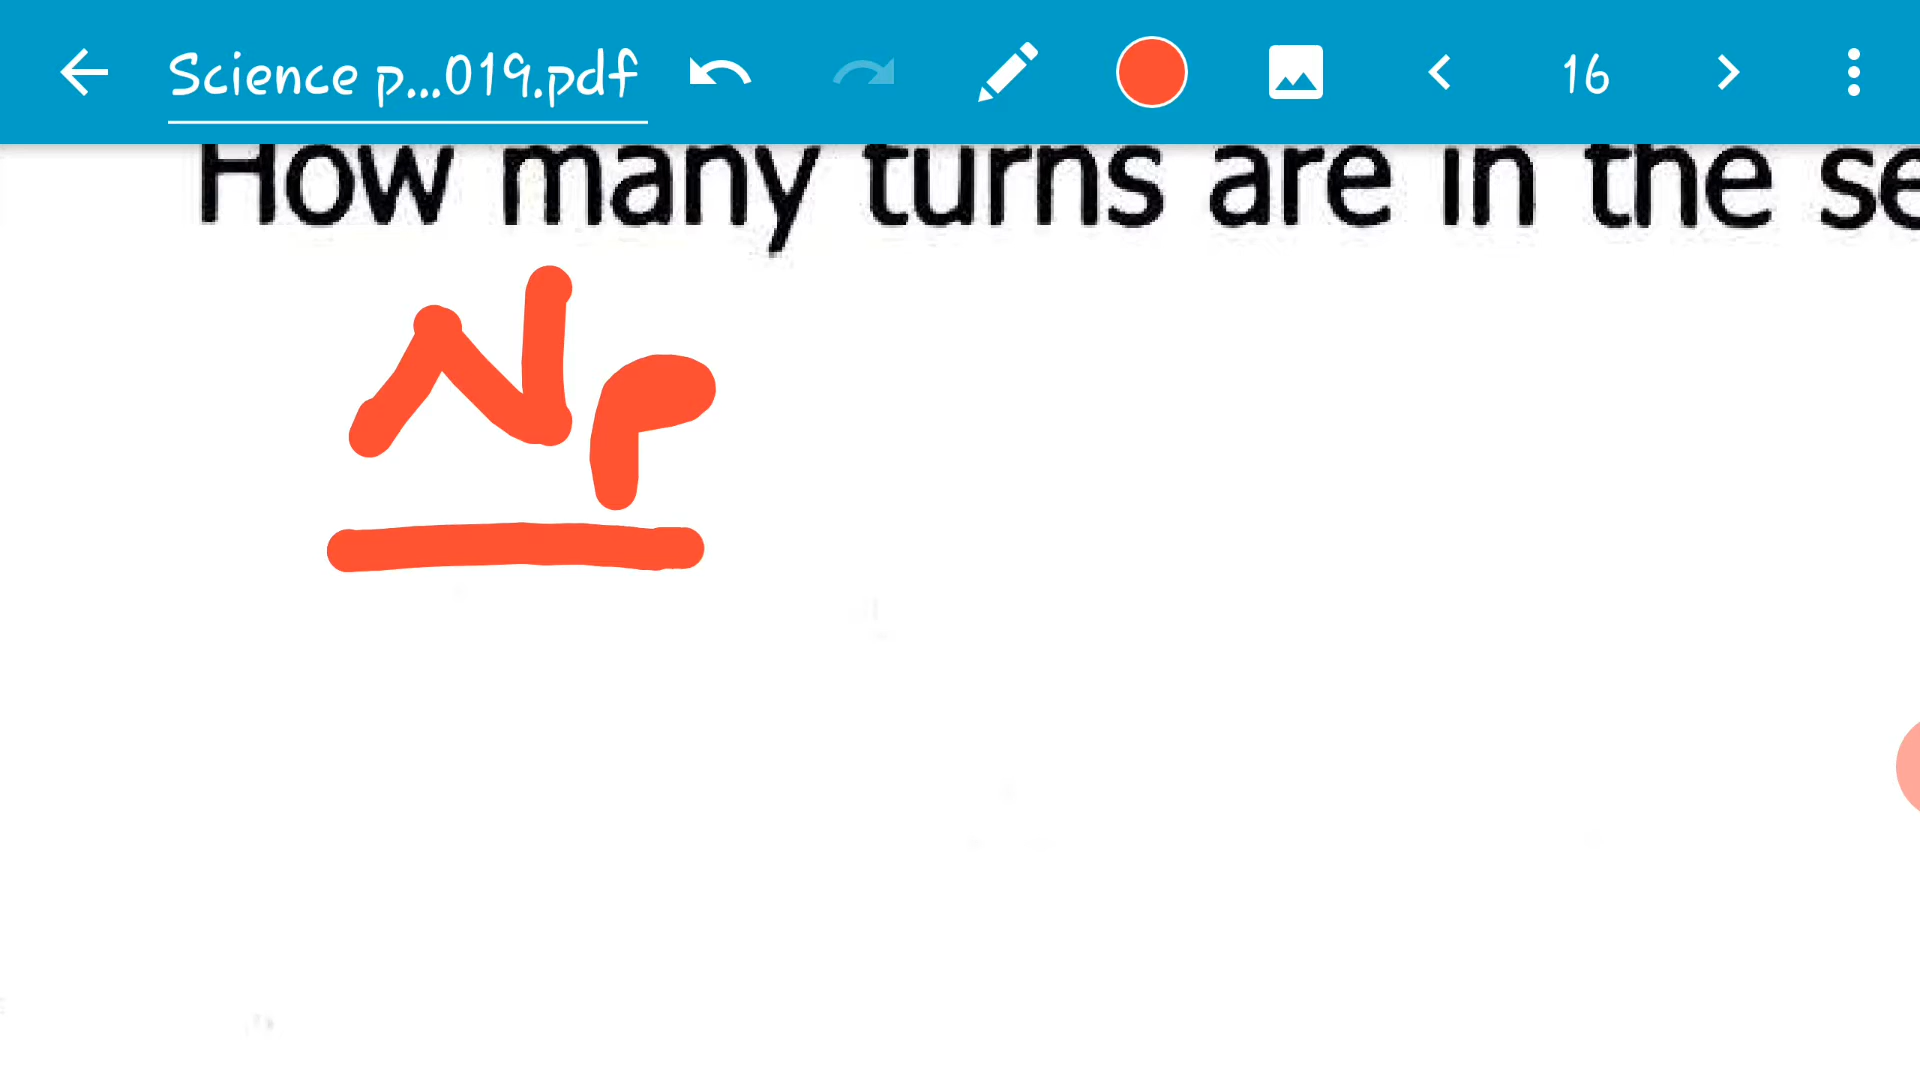 Science p...019.pdf 16
How many turns are in the se
Np